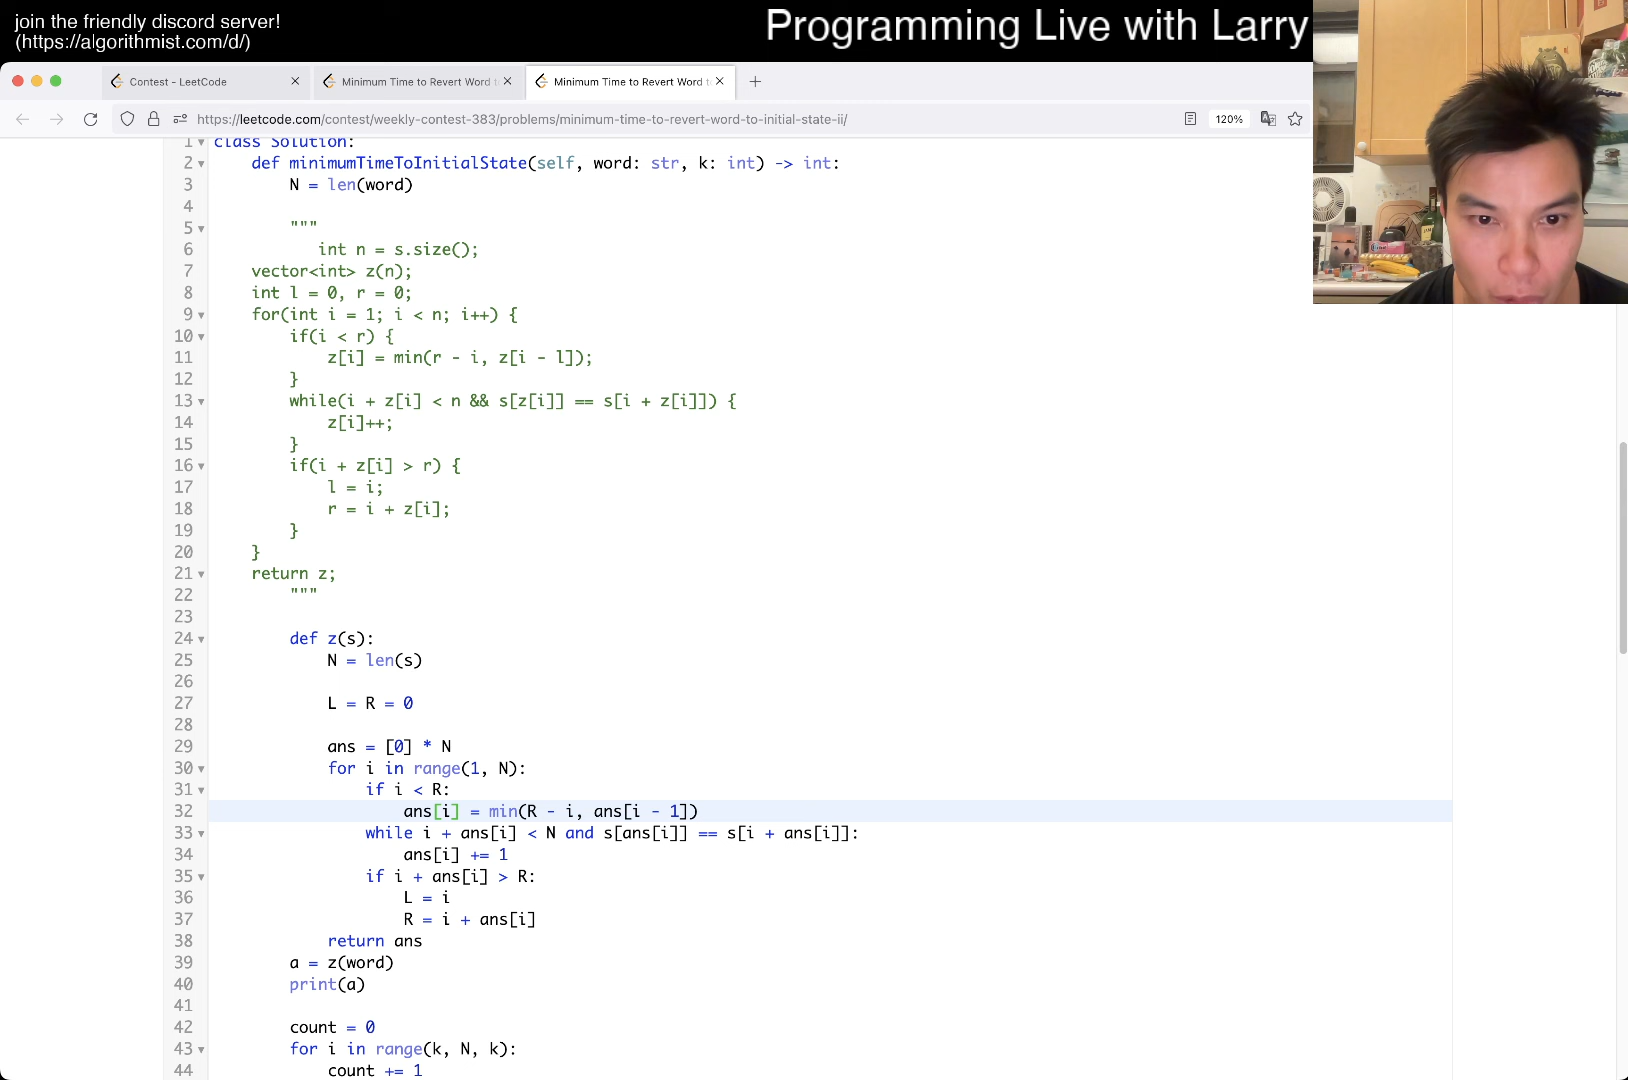 join the friendly discord server!
(https://algorithmist.com/d/)
Programming Live with Larry
Contest - LeetCode
Minimum Time to Revert Word t
Minimum Time to Revert Word t
https://leetcode.com/contest/weekly-contest-383/problems/minimum-time-to-revert-word-to-initial-state-ii/
120%
1 class Solution:
2 def minimumTimeToInitialState(self, word: str, k: int) -> int:
3 N = len(word)
4
5 """
6 int n = s.size();
7 vector<int> z(n);
8 int l = 0, r = 0;
9 for(int i = 1; i < n; i++) {
10 if(i < r) {
11 z[i] = min(r - i, z[i - l]);
12 }
13 while(i + z[i] < n && s[z[i]] == s[i + z[i]]) {
14 z[i]++;
15 }
16 if(i + z[i] > r) {
17 l = i;
18 r = i + z[i];
19 }
20 }
21 return z;
22 """
23
24 def z(s):
25 N = len(s)
26
27 L = R = 0
28
29 ans = [0] * N
30 for i in range(1, N):
31 if i < R:
32 ans[i] = min(R - i, ans[i - 1])
33 while i + ans[i] < N and s[ans[i]] == s[i + ans[i]]:
34 ans[i] += 1
35 if i + ans[i] > R:
36 L = i
37 R = i + ans[i]
38 return ans
39 a = z(word)
40 print(a)
41
42 count = 0
43 for i in range(k, N, k):
44 count += 1